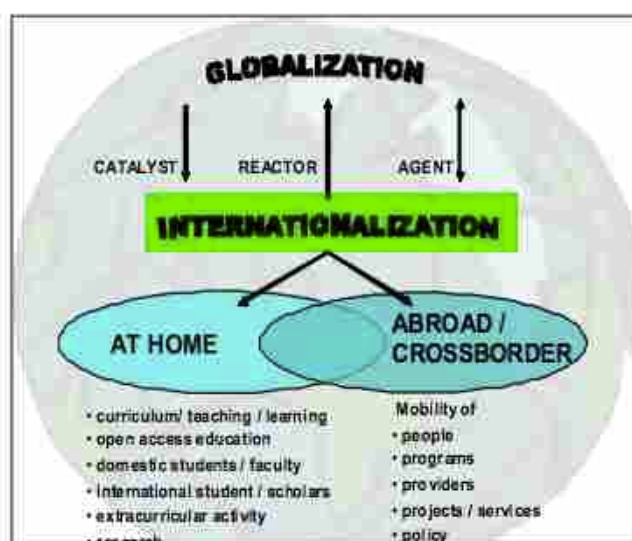 GLOBALIZATION
CATALYST
REACTOR
AGENT
INTERNATIONALIZATION
AT HOME
ABROAD /
CROSSBORDER
• curriculum/ teaching / learning
• open access education
• domestic students / faculty
• international student / scholars
• extracurricular activity
Mobility of
• people
• programs
• providers
• projects / services
• policy